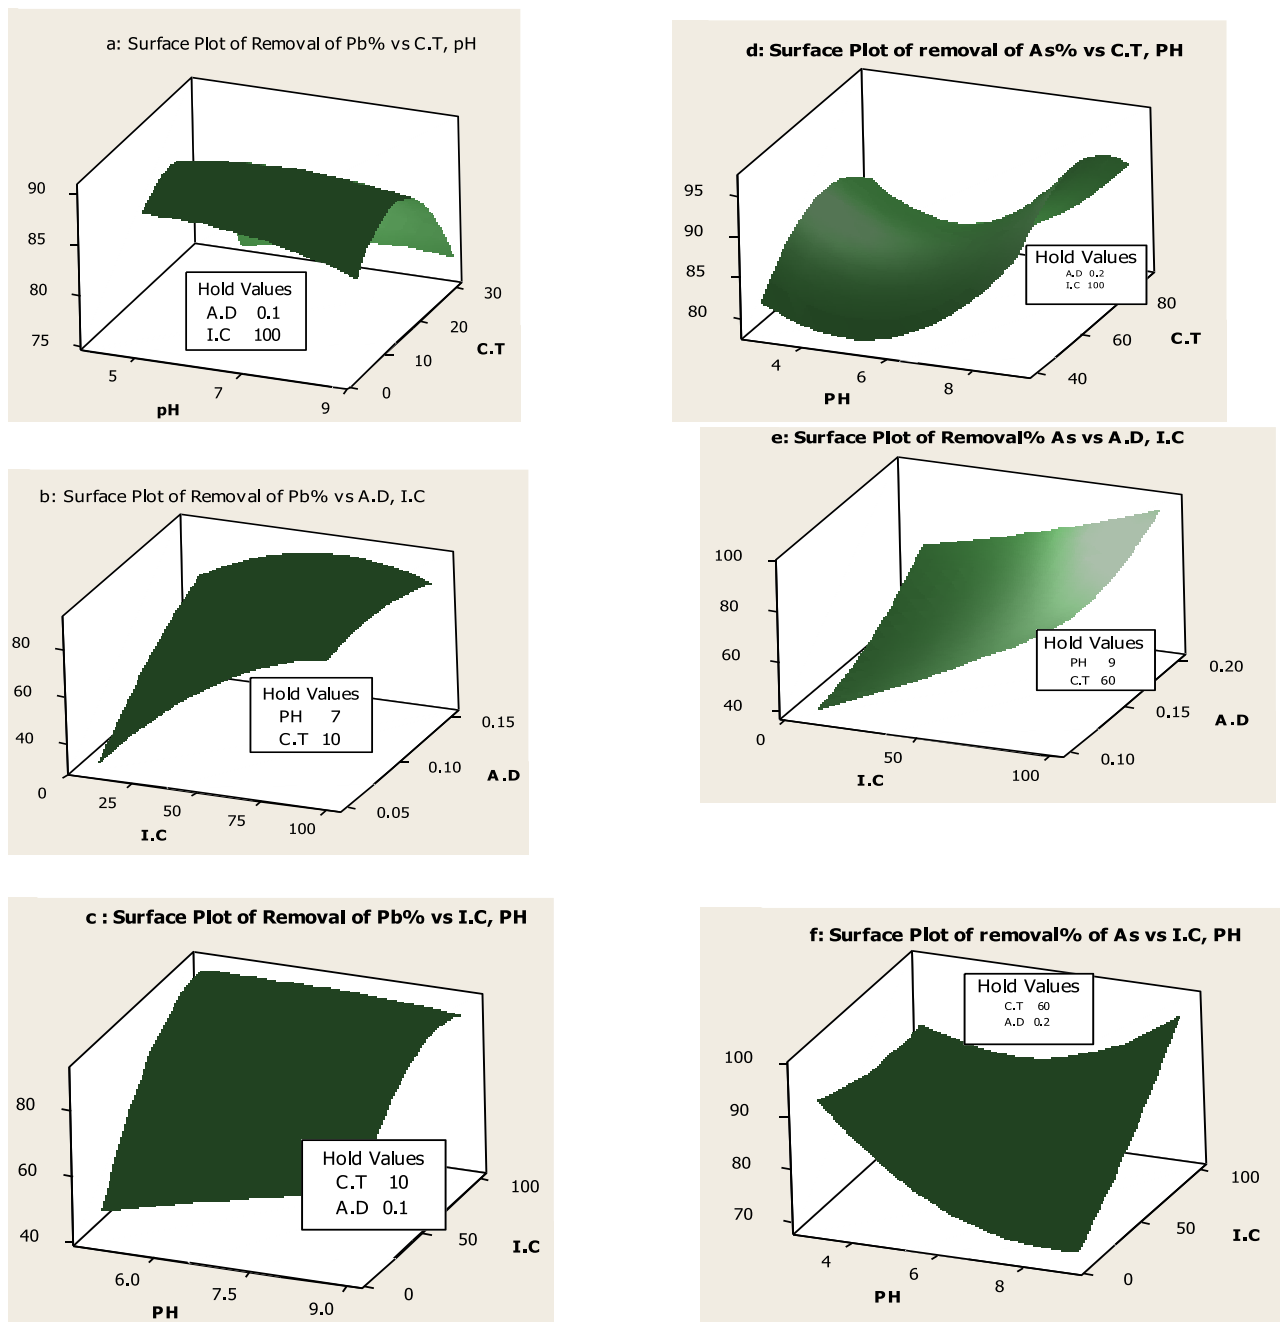 a: Surface Plot of Removal of Pb% vs C.T, pH
90
85
80
75
5
7
9
pH
0
10
20
30
C.T
Hold Values
A.D 0.1
I.C 100
d: Surface Plot of removal of As% vs C.T, PH
95
90
85
80
4
6
8
PH
40
60
80
C.T
Hold Values
A.D 0.2
I.C 100
b: Surface Plot of Removal of Pb% vs A.D, I.C
80
60
40
0
25
50
75
100
I.C
0.05
0.10
0.15
A.D
Hold Values
PH 7
C.T 10
e: Surface Plot of Removal% As vs A.D, I.C
100
80
60
40
0
50
100
I.C
0.10
0.15
0.20
A.D
Hold Values
PH 9
C.T 60
c : Surface Plot of Removal of Pb% vs I.C, PH
80
60
40
6.0
7.5
9.0
PH
0
50
100
I.C
Hold Values
C.T 10
A.D 0.1
f: Surface Plot of removal% of As vs I.C, PH
100
90
80
70
4
6
8
PH
0
50
100
I.C
Hold Values
C.T 60
A.D 0.2